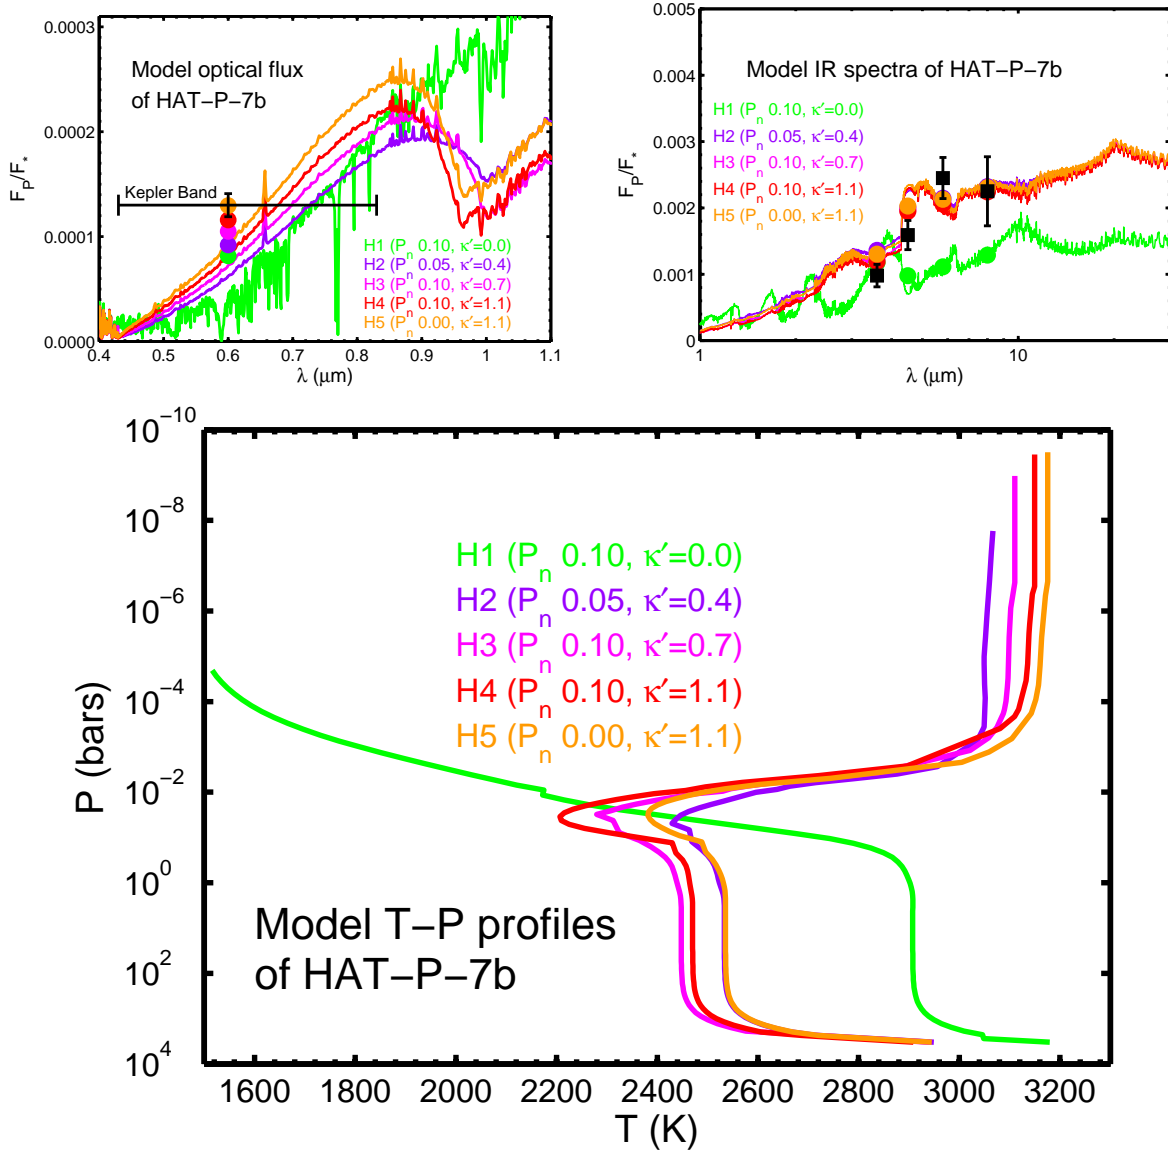 0.0003
0.0002
0.0001
0.0000
F_P/F_*
Model optical flux
of HAT−P−7b
Kepler Band
H1 (P_n 0.10, κ′=0.0)
H2 (P_n 0.05, κ′=0.4)
H3 (P_n 0.10, κ′=0.7)
H4 (P_n 0.10, κ′=1.1)
H5 (P_n 0.00, κ′=1.1)
0.4 0.5 0.6 0.7 0.8 0.9 1 1.1
λ (μm)
0.005
0.004
0.003
0.002
0.001
0
F_P/F_*
Model IR spectra of HAT−P−7b
H1 (P_n 0.10, κ′=0.0)
H2 (P_n 0.05, κ′=0.4)
H3 (P_n 0.10, κ′=0.7)
H4 (P_n 0.10, κ′=1.1)
H5 (P_n 0.00, κ′=1.1)
1 10
λ (μm)
10^−10
10^−8
10^−6
10^−4
10^−2
10^0
10^2
10^4
P (bars)
H1 (P_n 0.10, κ′=0.0)
H2 (P_n 0.05, κ′=0.4)
H3 (P_n 0.10, κ′=0.7)
H4 (P_n 0.10, κ′=1.1)
H5 (P_n 0.00, κ′=1.1)
Model T−P profiles
of HAT−P−7b
1600 1800 2000 2200 2400 2600 2800 3000 3200
T (K)